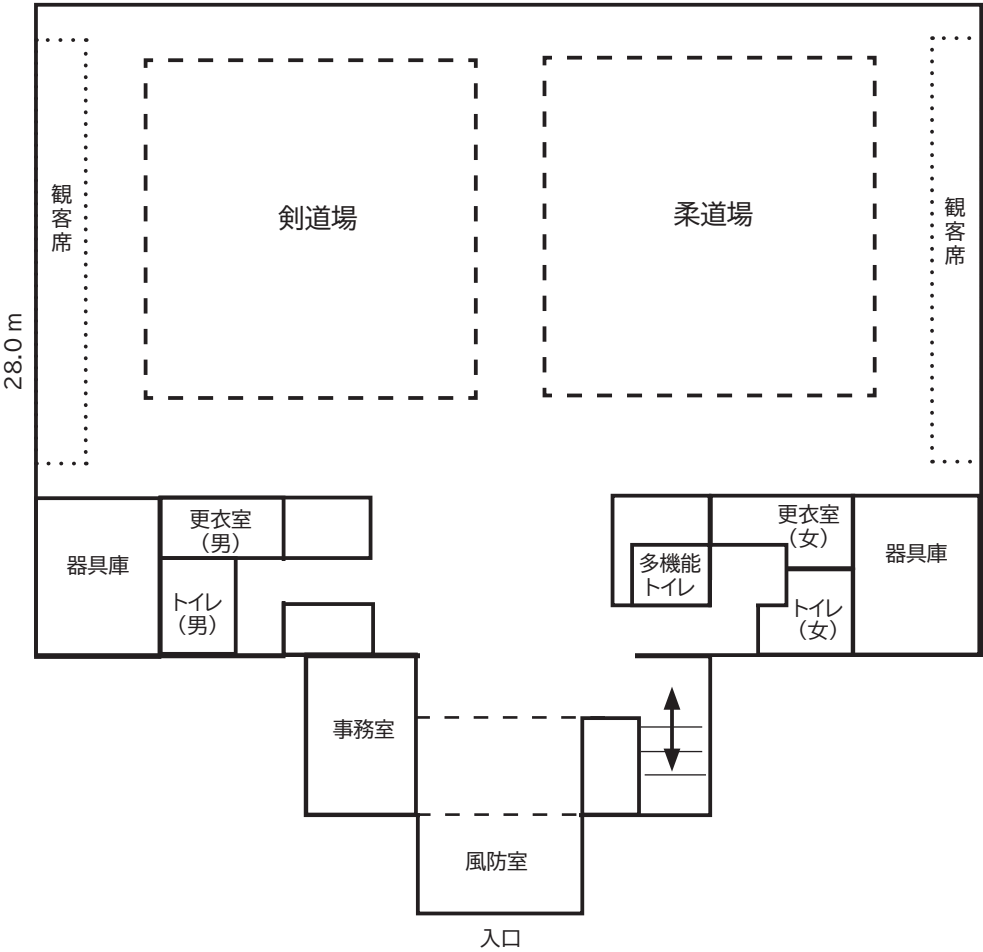 観客席
剣道場
柔道場
観客席
28.0 m
更衣室
（男）
更衣室
（女）
器具庫
多機能
トイレ
器具庫
トイレ
（男）
トイレ
（女）
事務室
風防室
入口